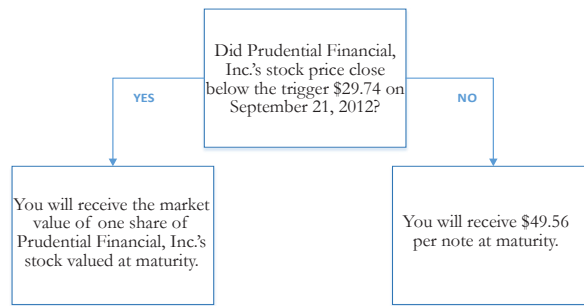 Did Prudential Financial,
Inc.'s stock price close
below the trigger $29.74 on
September 21, 2012?
YES
NO
You will receive the market
value of one share of
Prudential Financial, Inc.'s
stock valued at maturity.
You will receive $49.56
per note at maturity.